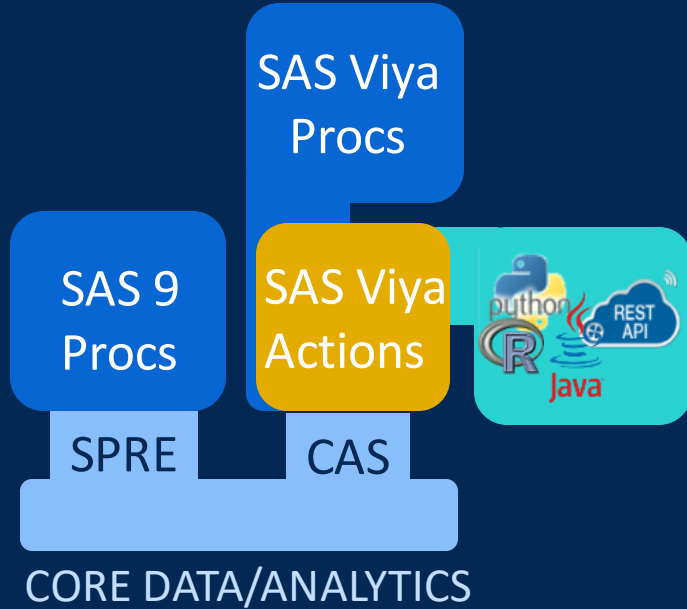 SAS Viya
Procs
SAS 9
Procs
SAS Viya
Actions
python
R
Java
REST
API
SPRE
CAS
CORE DATA/ANALYTICS